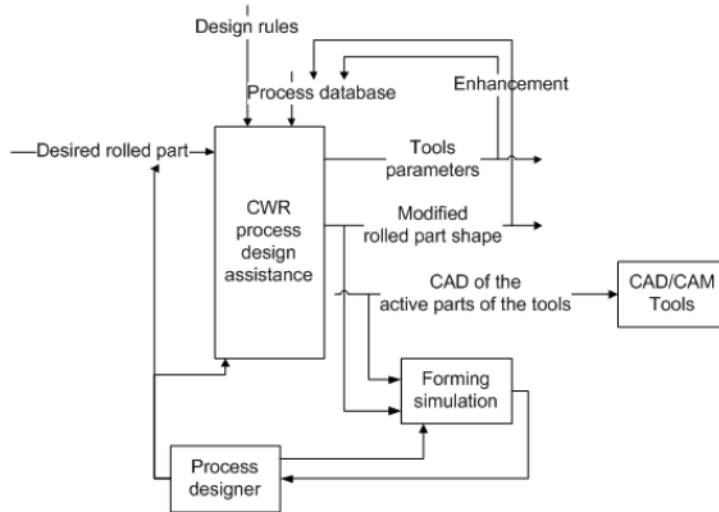 Design rules
Process database
Enhancement
Desired rolled part
CWR
process
design
assistance
Tools
parameters
Modified
rolled part shape
CAD of the
active parts of the tools
CAD/CAM
Tools
Forming
simulation
Process
designer